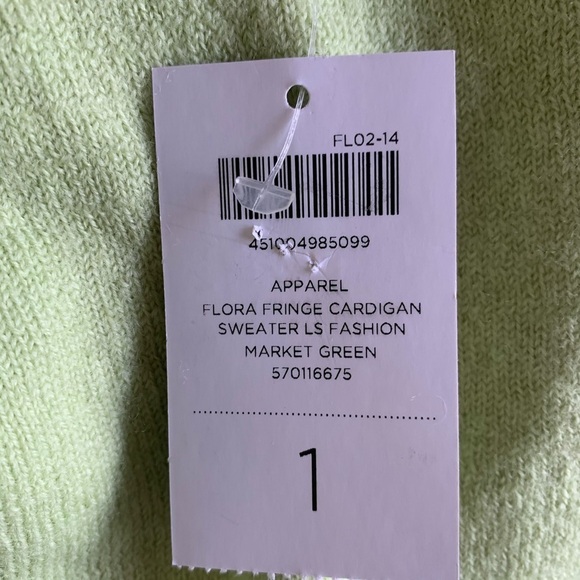 FL02-14
451004985099
APPAREL
FLORA FRINGE CARDIGAN
SWEATER LS FASHION
MARKET GREEN
570116675
1